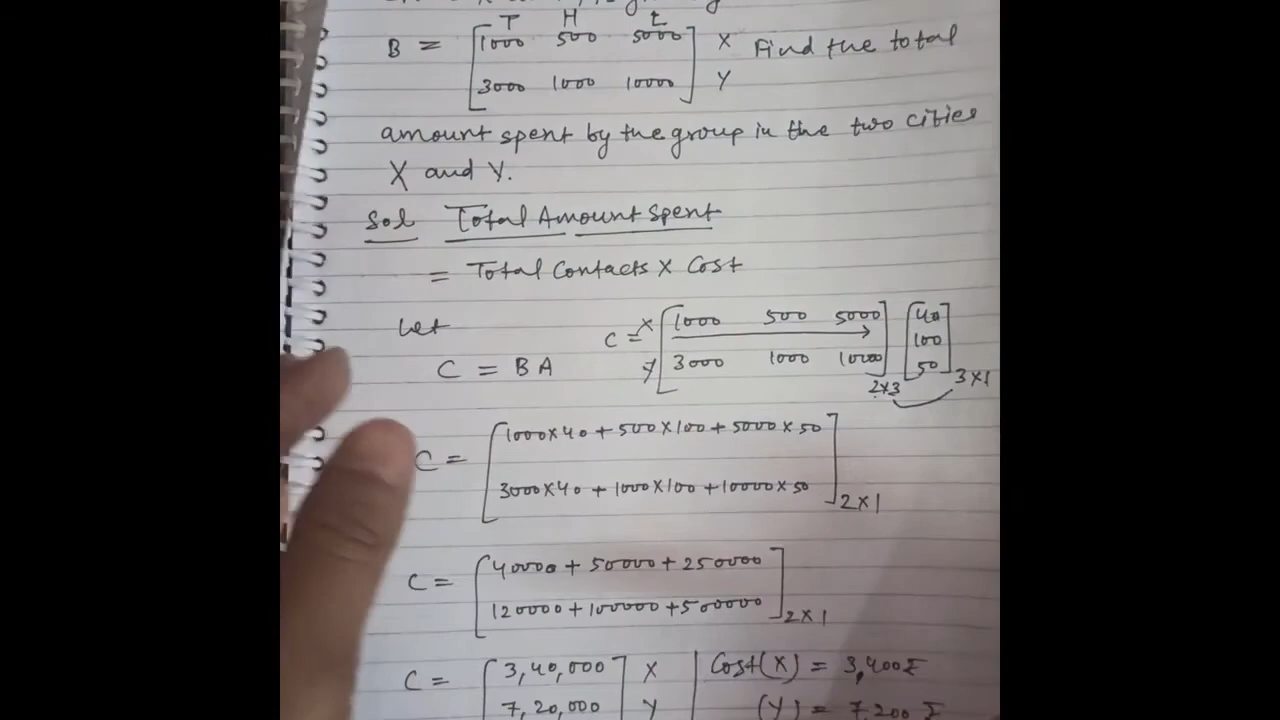 T H t
B = [1000 500 5000] X Find the total
[3000 1000 10000] Y
amount spent by the group in the two cities
X and Y.
Sol Total Amount Spent
= Total Contacts × Cost
Let C = X [1000 500 5000] [40]
C = BA Y [3000 1000 10000] 2×3 [100 50] 3×1
C = [1000×40 + 500×100 + 5000×50]
[3000×40 + 1000×100 + 10000×50] 2×1
C = [40000 + 50000 + 250000]
[120000 + 100000 + 500000] 2×1
C = [3,40,000] X | Cost(X) = 3,400₹
[7,20,000] Y | (Y) = 7,200₹